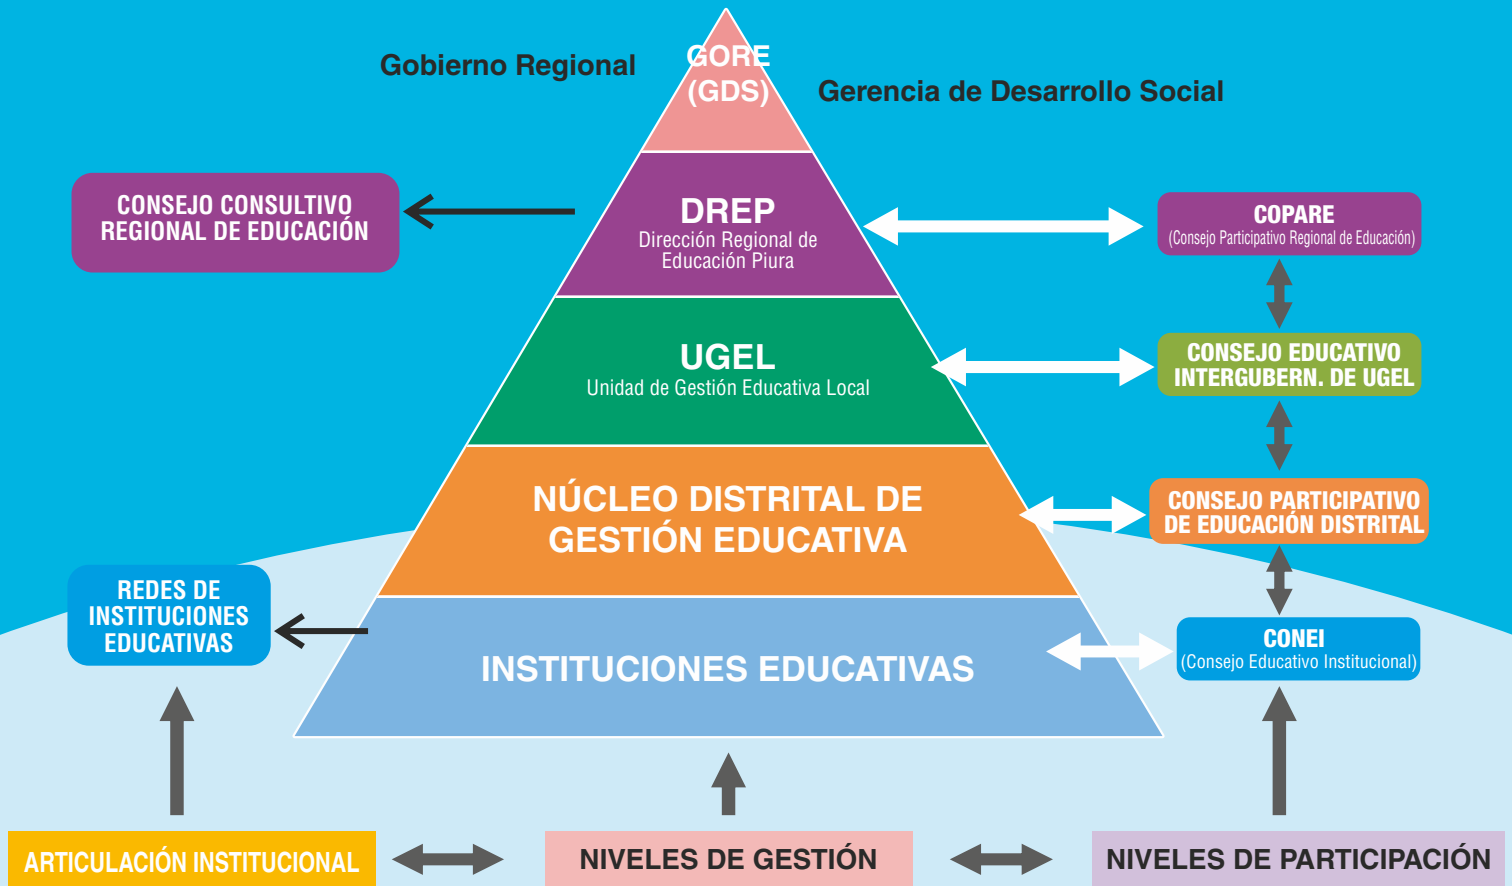 Gobierno Regional
GORE
(GDS)
Gerencia de Desarrollo Social
CONSEJO CONSULTIVO
REGIONAL DE EDUCACIÓN
DREP
Dirección Regional de
Educación Piura
COPARE
(Consejo Participativo Regional de Educación)
UGEL
Unidad de Gestión Educativa Local
CONSEJO EDUCATIVO
INTERGUBERN. DE UGEL
NÚCLEO DISTRITAL DE
GESTIÓN EDUCATIVA
CONSEJO PARTICIPATIVO
DE EDUCACIÓN DISTRITAL
REDES DE
INSTITUCIONES
EDUCATIVAS
INSTITUCIONES EDUCATIVAS
CONEI
(Consejo Educativo Institucional)
ARTICULACIÓN INSTITUCIONAL
NIVELES DE GESTIÓN
NIVELES DE PARTICIPACIÓN